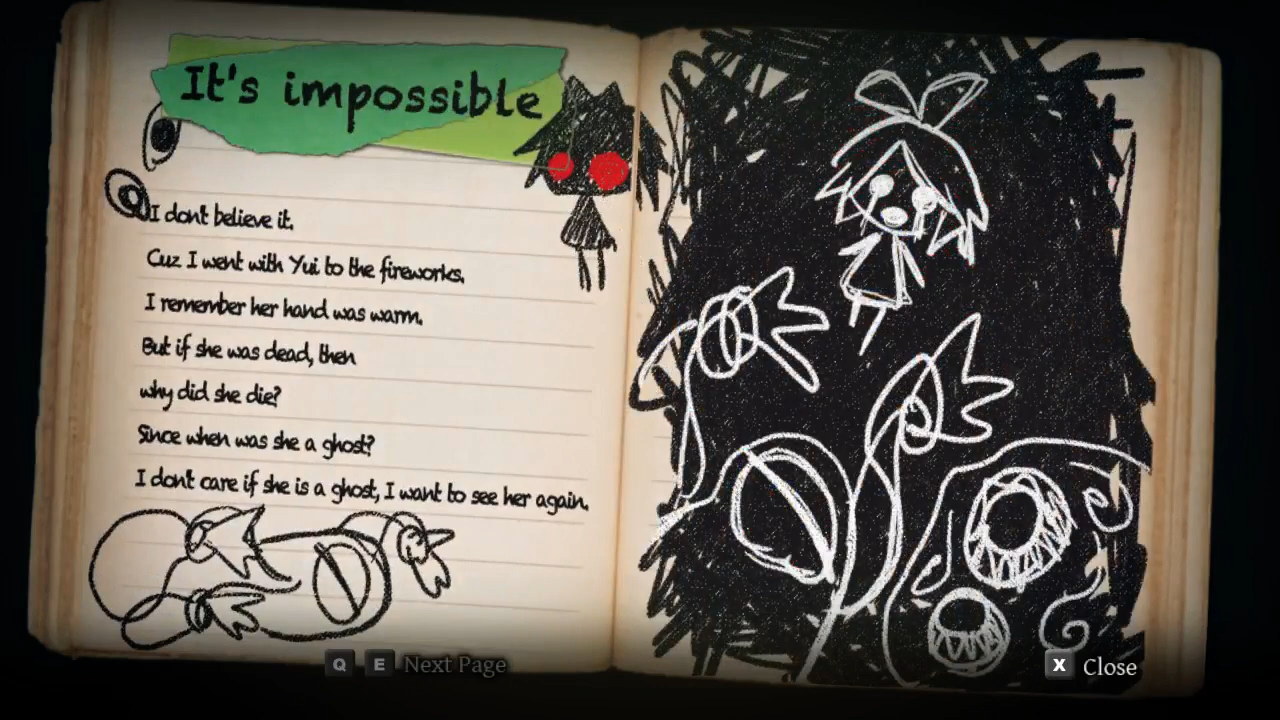 It's impossible
I don't believe it.
Cuz I went with Yui to the fireworks.
I remember her hand was warm.
But if she was dead, then
why did she die?
Since when was she a ghost?
I don't care if she is a ghost, I want to see her again.
Q E Next Page
X Close